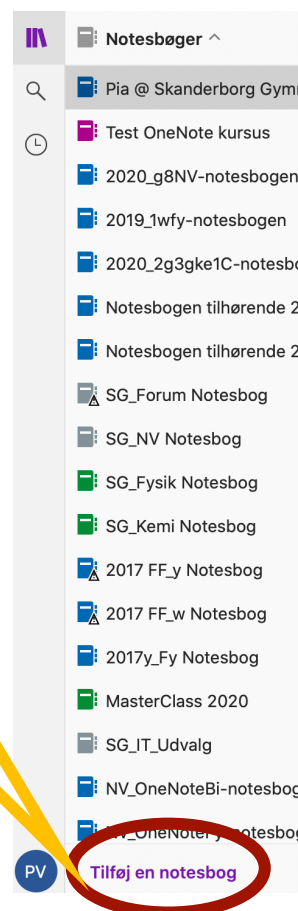 Notesbøger
Pia @ Skanderborg Gym
Test OneNote kursus
2020_g8NV-notesbogen
2019_1wfy-notesbogen
2020_2g3gke1C-notesbo
Notesbogen tilhørende 2
Notesbogen tilhørende 2
SG_Forum Notesbog
SG_NV Notesbog
SG_Fysik Notesbog
SG_Kemi Notesbog
2017 FF_y Notesbog
2017 FF_w Notesbog
2017y_Fy Notesbog
MasterClass 2020
SG_IT_Udvalg
NV_OneNoteBi-notesbog
PV
Tilføj en notesbog